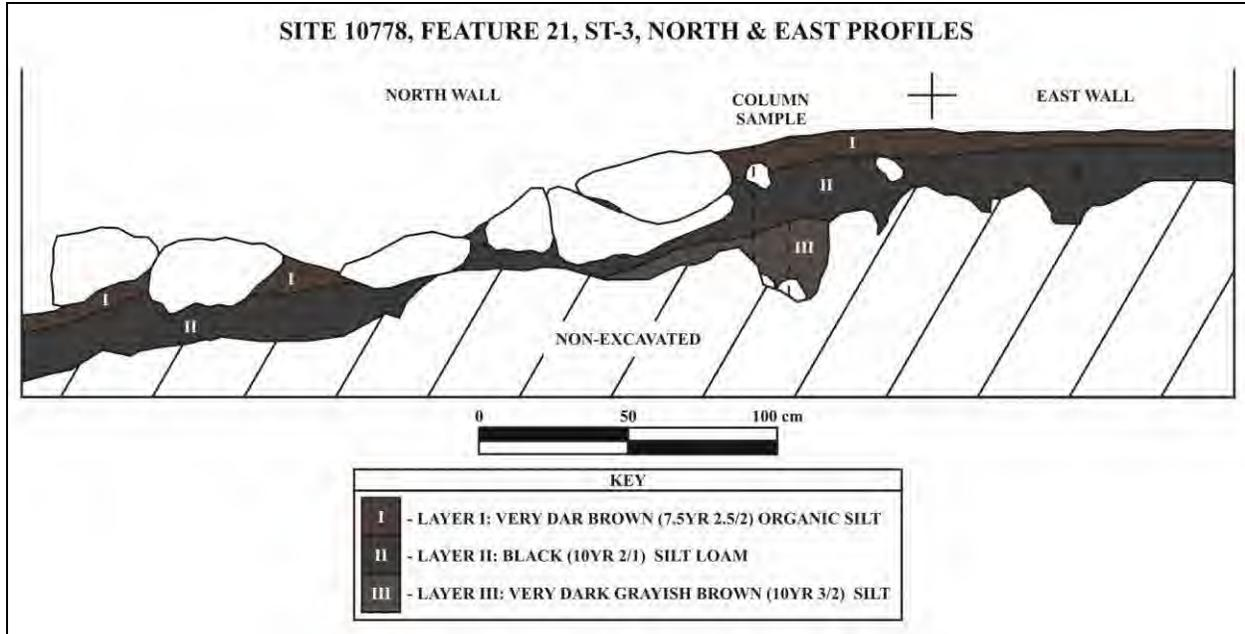 SITE 10778, FEATURE 21, ST-3, NORTH & EAST PROFILES
NORTH WALL
COLUMN
SAMPLE
EAST WALL
I
I
II
III
I
I
II
NON-EXCAVATED
0 50 100 cm
KEY
I - LAYER I: VERY DAR BROWN (7.5YR 2.5/2) ORGANIC SILT
II - LAYER II: BLACK (10YR 2/1) SILT LOAM
III - LAYER III: VERY DARK GRAYISH BROWN (10YR 3/2) SILT